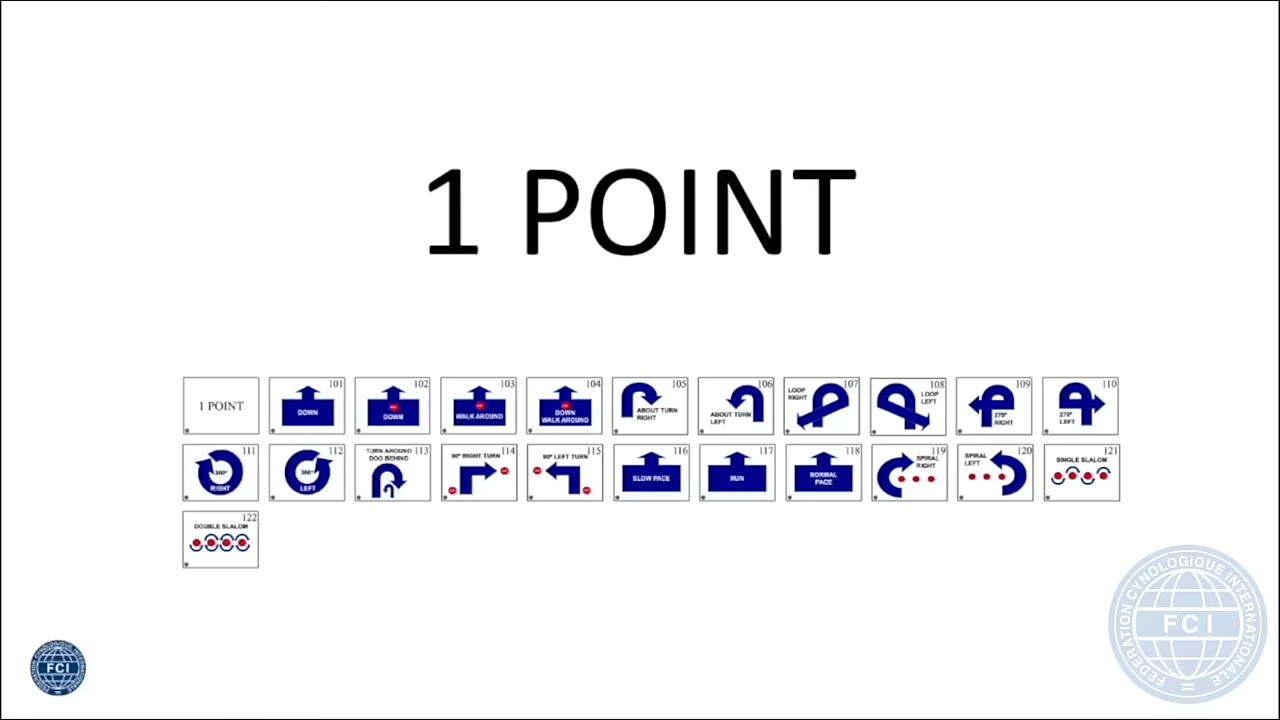 1 POINT
1 POINT
101
DOWN
102
DOWN
103
WALK AROUND
104
DOWN
WALK AROUND
105
ABOUT TURN
RIGHT
106
ABOUT TURN
LEFT
107
LOOP
RIGHT
108
LOOP
LEFT
109
270°
RIGHT
110
270°
LEFT
111
360°
RIGHT
112
360°
LEFT
113
TURN AROUND
DOG BEHIND
114
90° RIGHT TURN
115
90° LEFT TURN
116
SLOW PACE
117
RUN
118
NORMAL
PACE
119
SPIRAL
RIGHT
120
SPIRAL
LEFT
121
SINGLE SLALOM
122
DOUBLE SLALOM
FEDERATION CYNOLOGIQUE INTERNATIONALE
FCI
FEDERATION CYNOLOGIQUE INTERNATIONALE
FCI